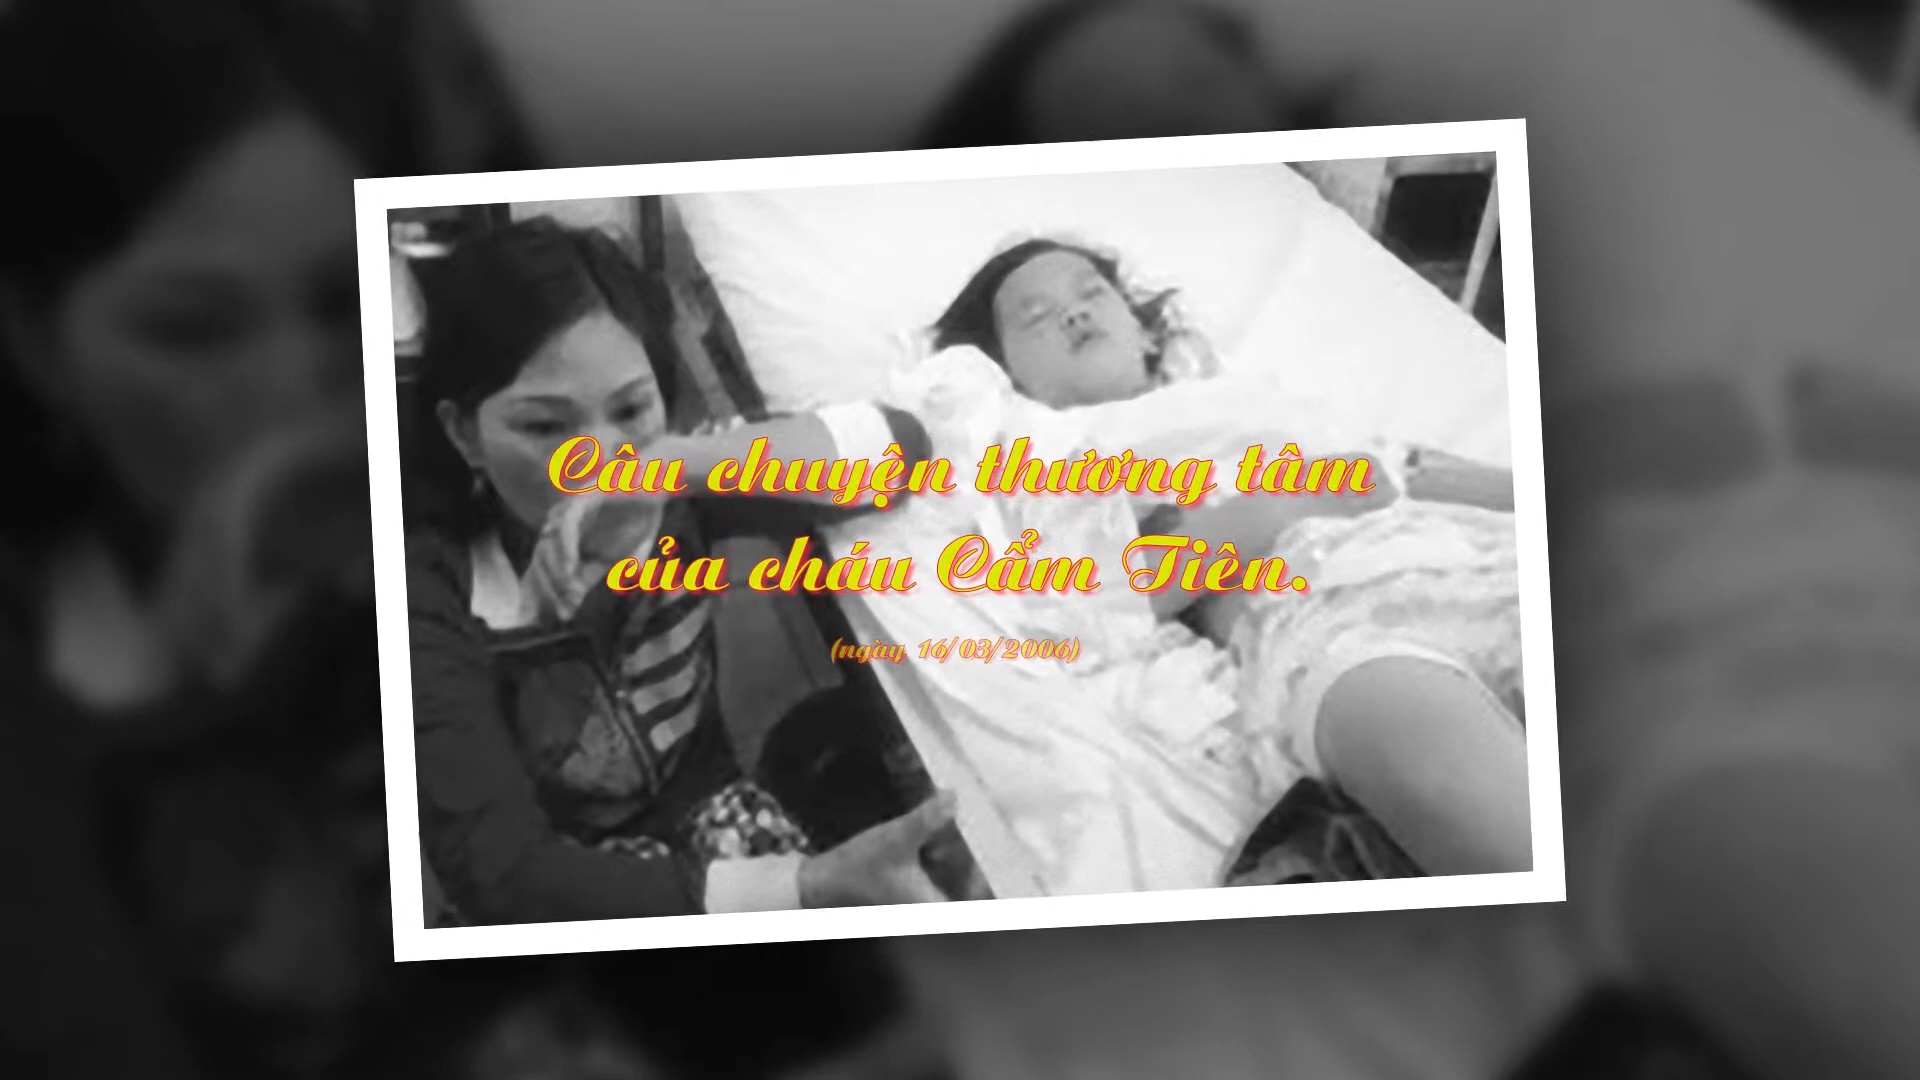 Câu chuyện thương tâm
của cháu Cẩm Tiên.
(ngày 16/03/2006)